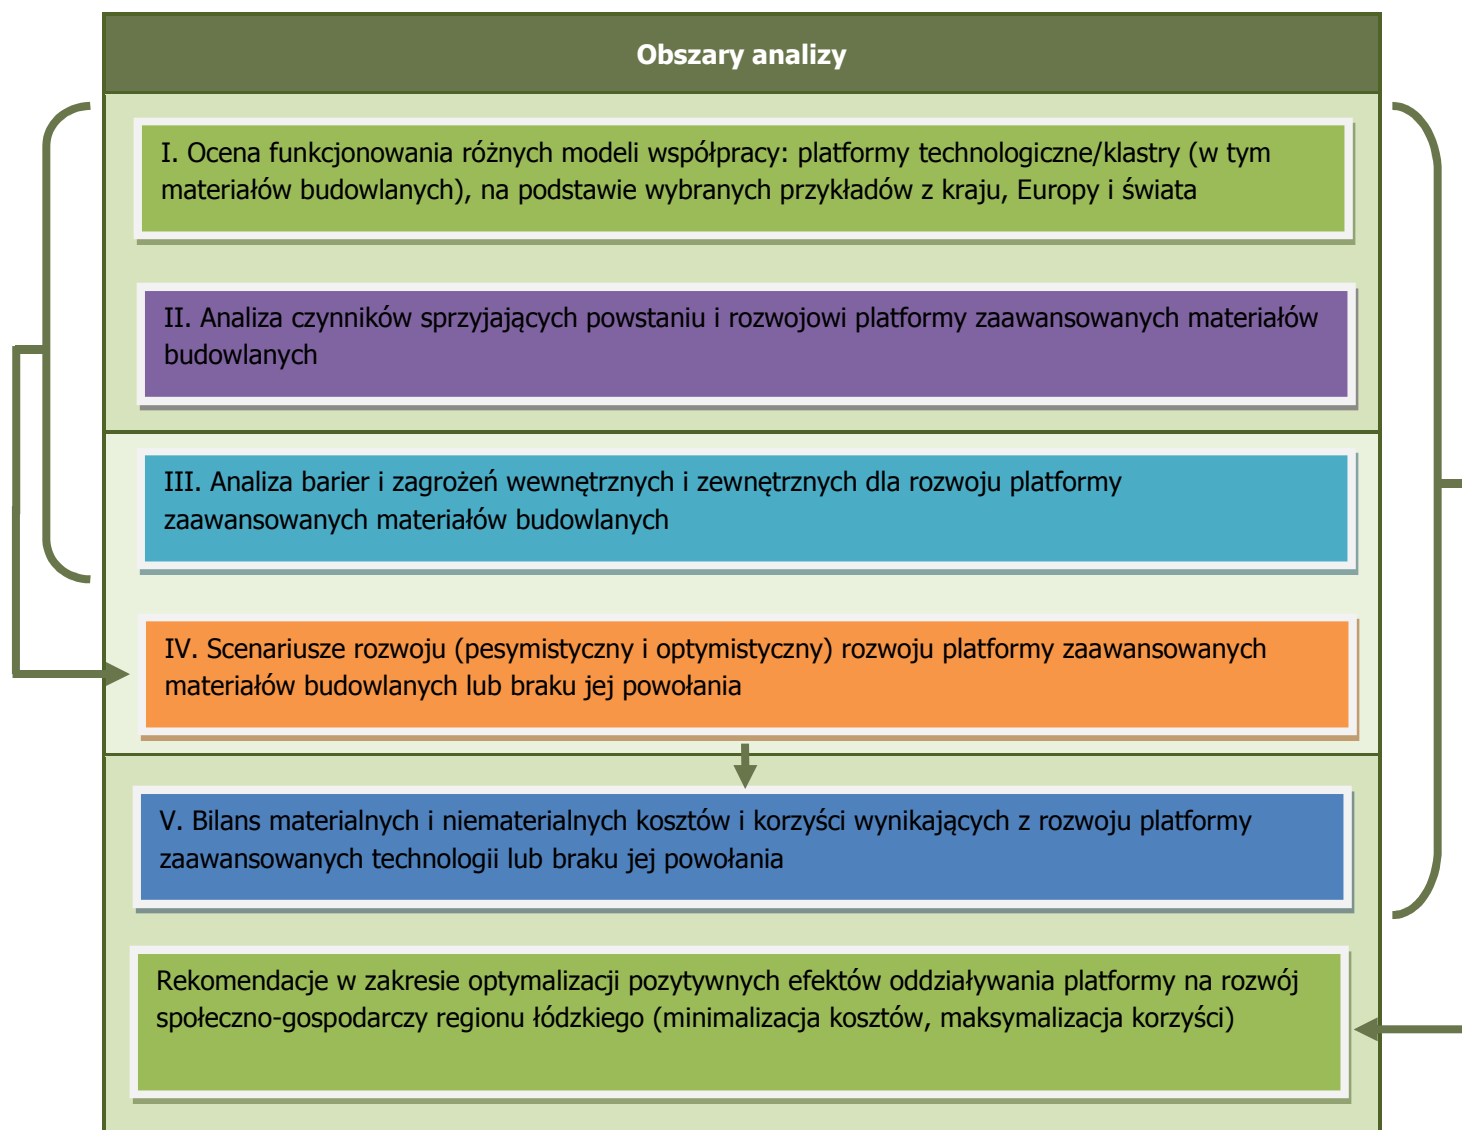 Obszary analizy
I. Ocena funkcjonowania różnych modeli współpracy: platformy technologiczne/klastry (w tym
materiałów budowlanych), na podstawie wybranych przykładów z kraju, Europy i świata
II. Analiza czynników sprzyjających powstaniu i rozwojowi platformy zaawansowanych materiałów
budowlanych
III. Analiza barier i zagrożeń wewnętrznych i zewnętrznych dla rozwoju platformy
zaawansowanych materiałów budowlanych
IV. Scenariusze rozwoju (pesymistyczny i optymistyczny) rozwoju platformy zaawansowanych
materiałów budowlanych lub braku jej powołania
V. Bilans materialnych i niematerialnych kosztów i korzyści wynikających z rozwoju platformy
zaawansowanych technologii lub braku jej powołania
Rekomendacje w zakresie optymalizacji pozytywnych efektów oddziaływania platformy na rozwój
społeczno-gospodarczy regionu łódzkiego (minimalizacja kosztów, maksymalizacja korzyści)